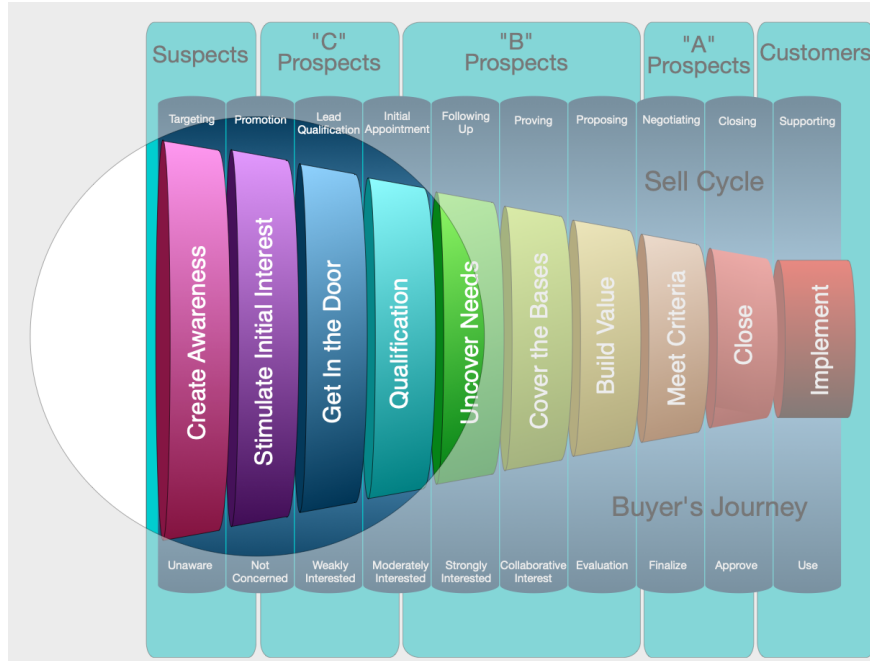 Suspects
"C"
Prospects
"B"
Prospects
"A"
Prospects
Customers
Targeting
Promotion
Lead
Qualification
Initial
Appointment
Following
Up
Proving
Proposing
Negotiating
Closing
Supporting
Sell Cycle
Create Awareness
Stimulate Initial Interest
Get In the Door
Qualification
Uncover Needs
Cover the Bases
Build Value
Meet Criteria
Close
Implement
Buyer's Journey
Unaware
Not
Concerned
Weakly
Interested
Moderately
Interested
Strongly
Interested
Collaborative
Interest
Evaluation
Finalize
Approve
Use